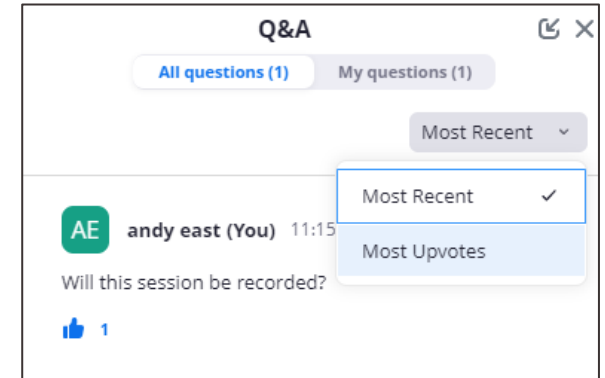 Q&A
All questions (1) My questions (1)
Most Recent
Most Recent
AE andy east (You) 11:15
Most Upvotes
Will this session be recorded?
1